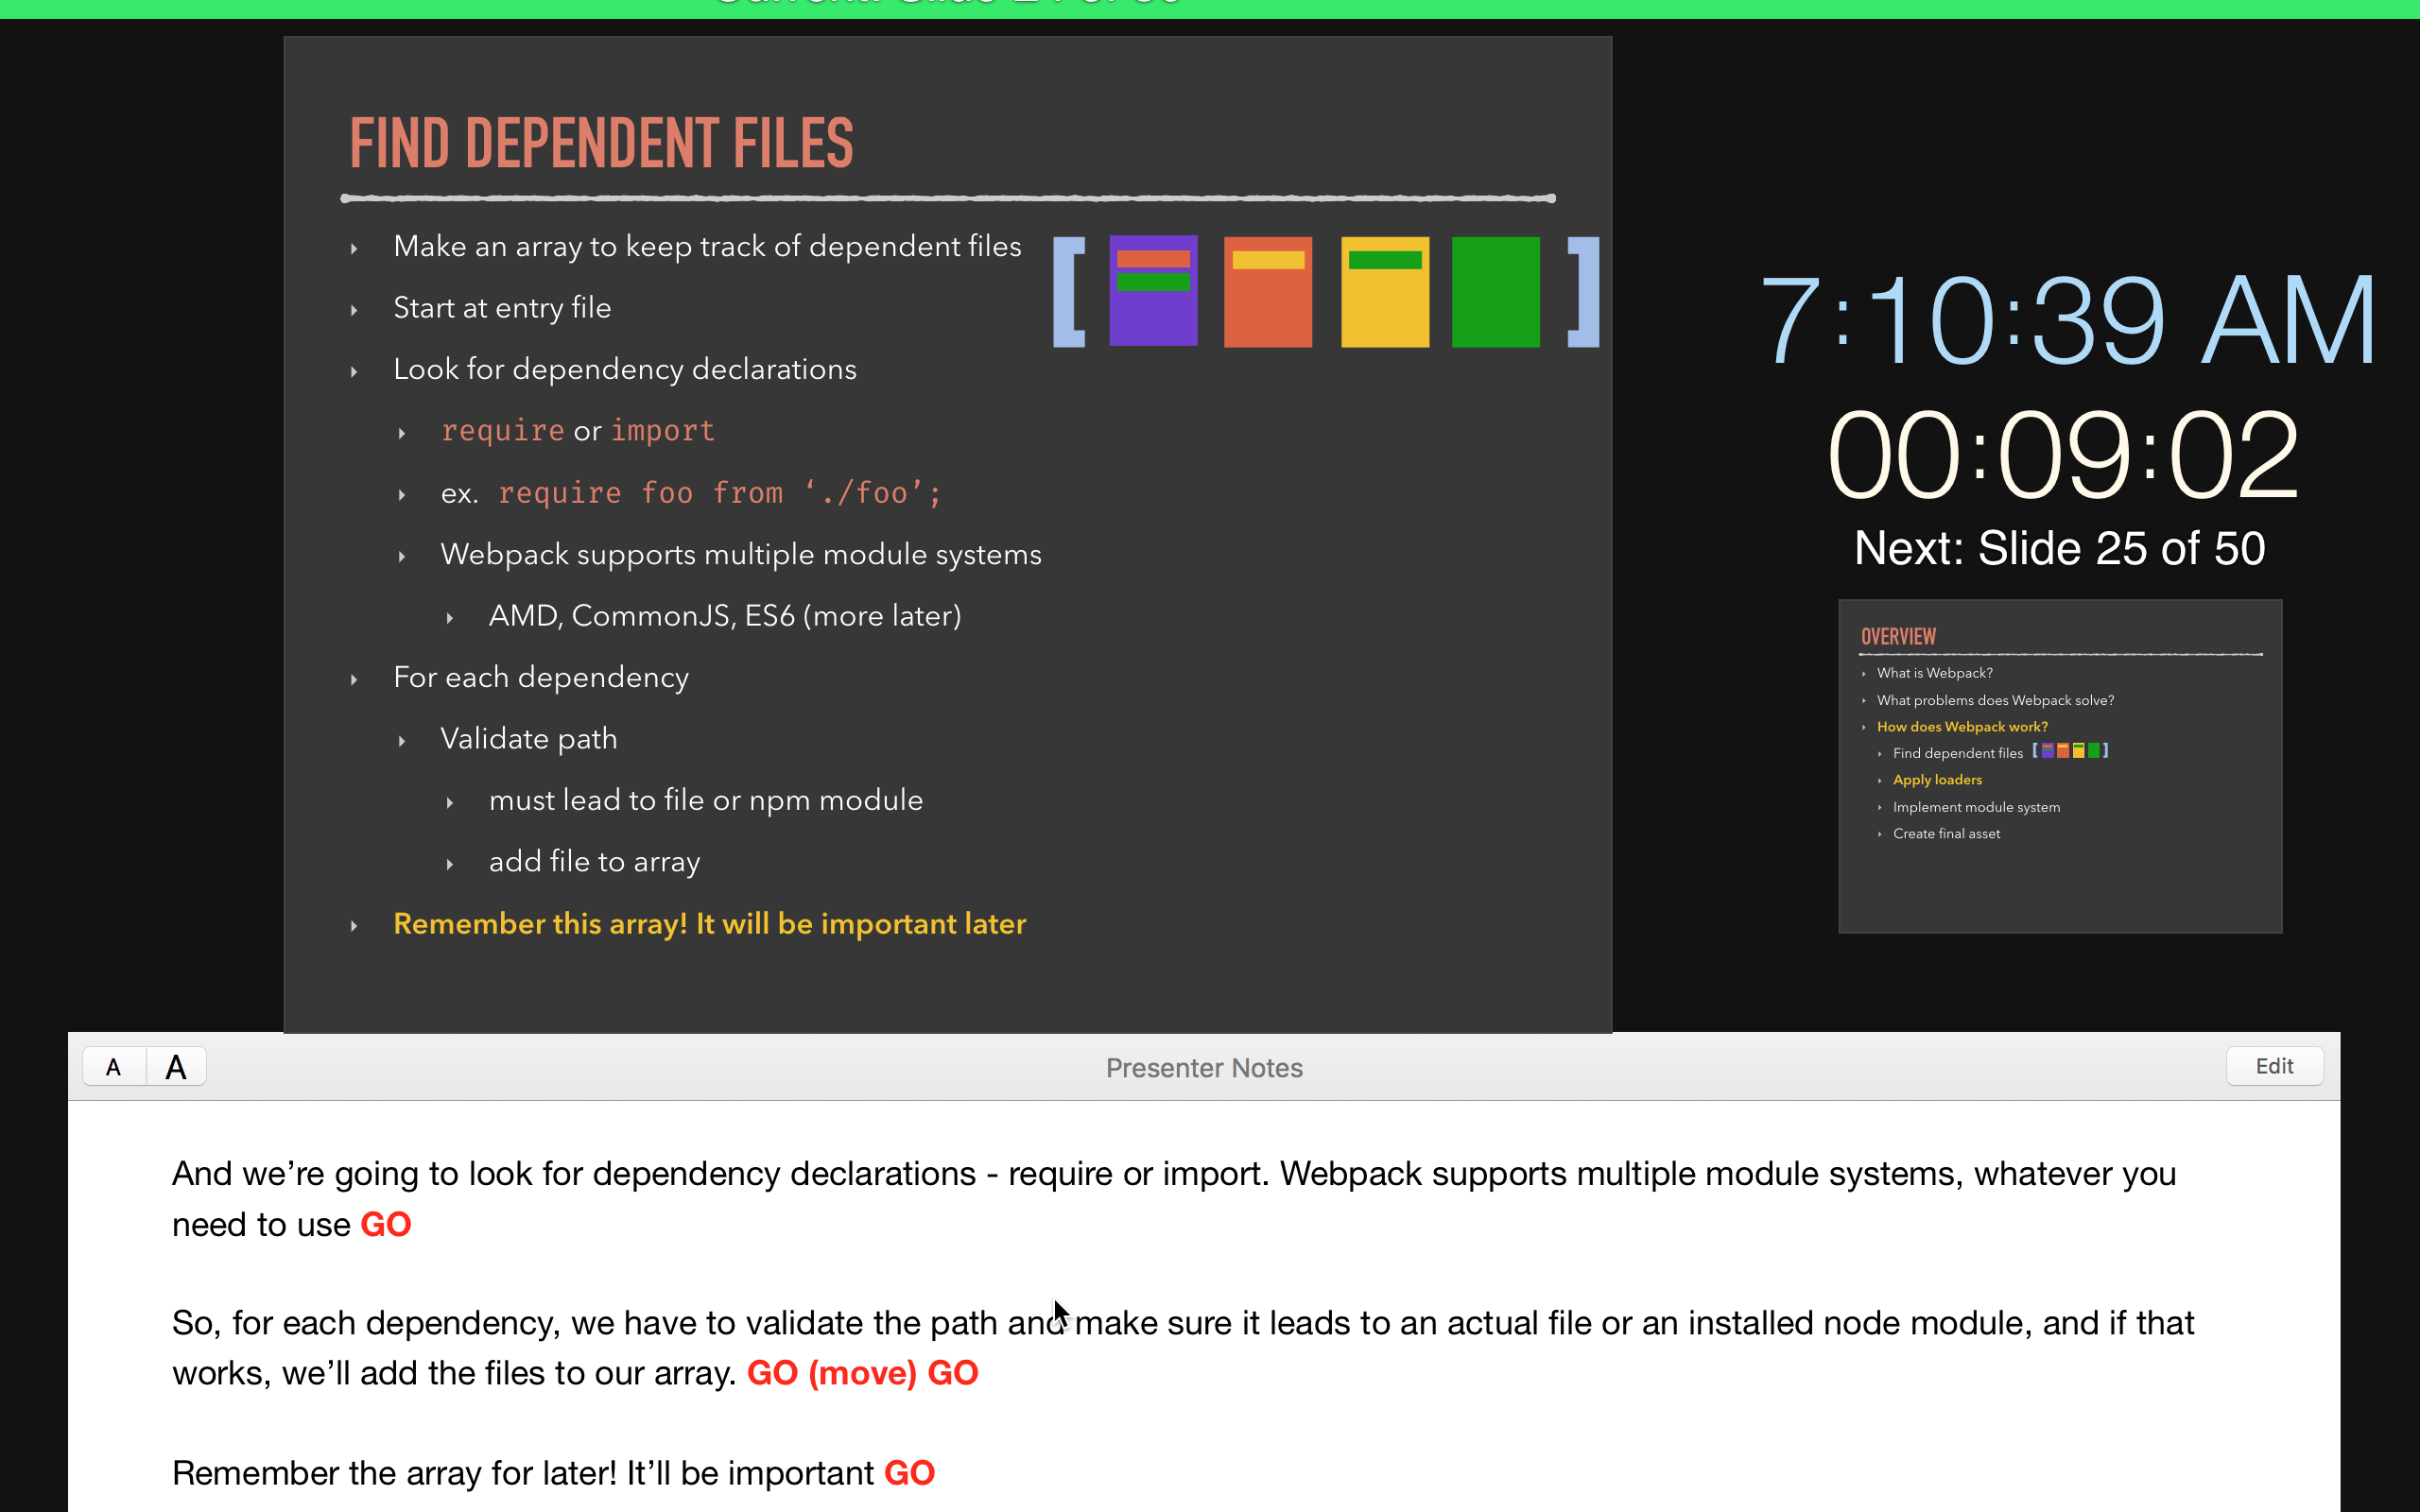 Current: Slide 24 of 50
FIND DEPENDENT FILES
Make an array to keep track of dependent files
Start at entry file
Look for dependency declarations
require or import
ex. require foo from ‘./foo’;
Webpack supports multiple module systems
AMD, CommonJS, ES6 (more later)
For each dependency
Validate path
must lead to file or npm module
add file to array
Remember this array! It will be important later
7:10:39 AM
00:09:02
Next: Slide 25 of 50
OVERVIEW
What is Webpack?
What problems does Webpack solve?
How does Webpack work?
Find dependent files
Apply loaders
Implement module system
Create final asset
A A
Presenter Notes
Edit
And we’re going to look for dependency declarations - require or import. Webpack supports multiple module systems, whatever you
need to use GO
So, for each dependency, we have to validate the path and make sure it leads to an actual file or an installed node module, and if that
works, we’ll add the files to our array. GO (move) GO
Remember the array for later! It’ll be important GO